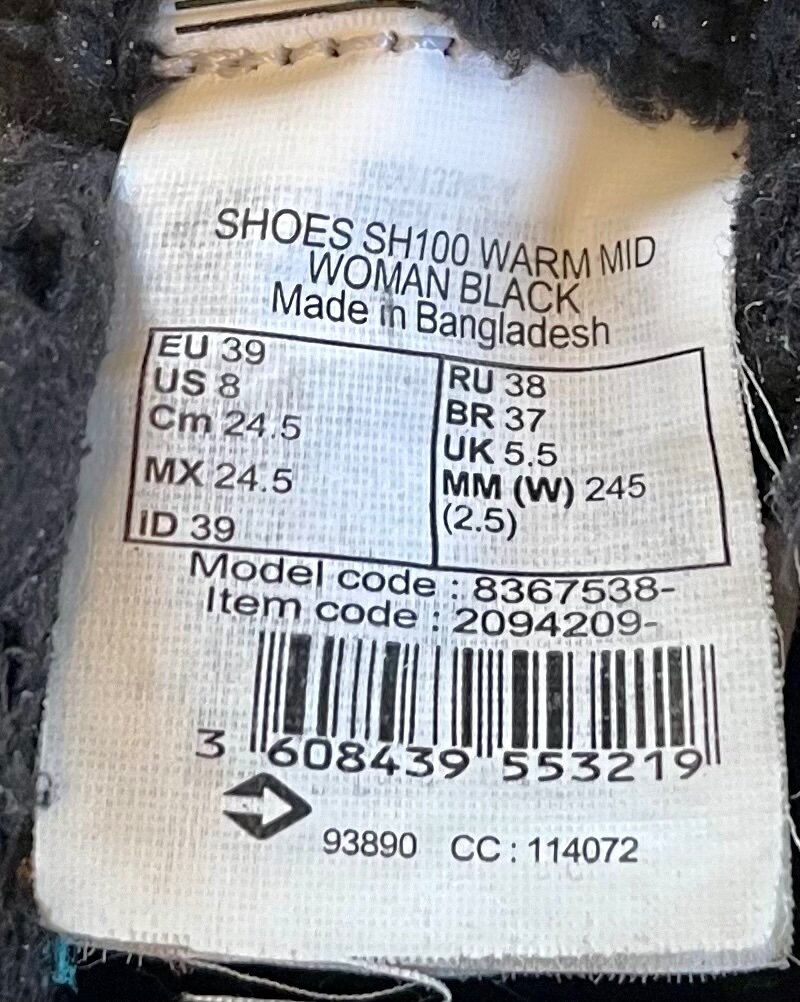 SHOES SH100 WARM MID
WOMAN BLACK
Made in Bangladesh
EU 39
US 8
Cm 24.5
MX 24.5
ID 39
RU 38
BR 37
UK 5.5
MM (W) 245
(2.5)
Model code : 8367538-
Item code : 2094209-
3 608439 553219
93890 CC : 114072